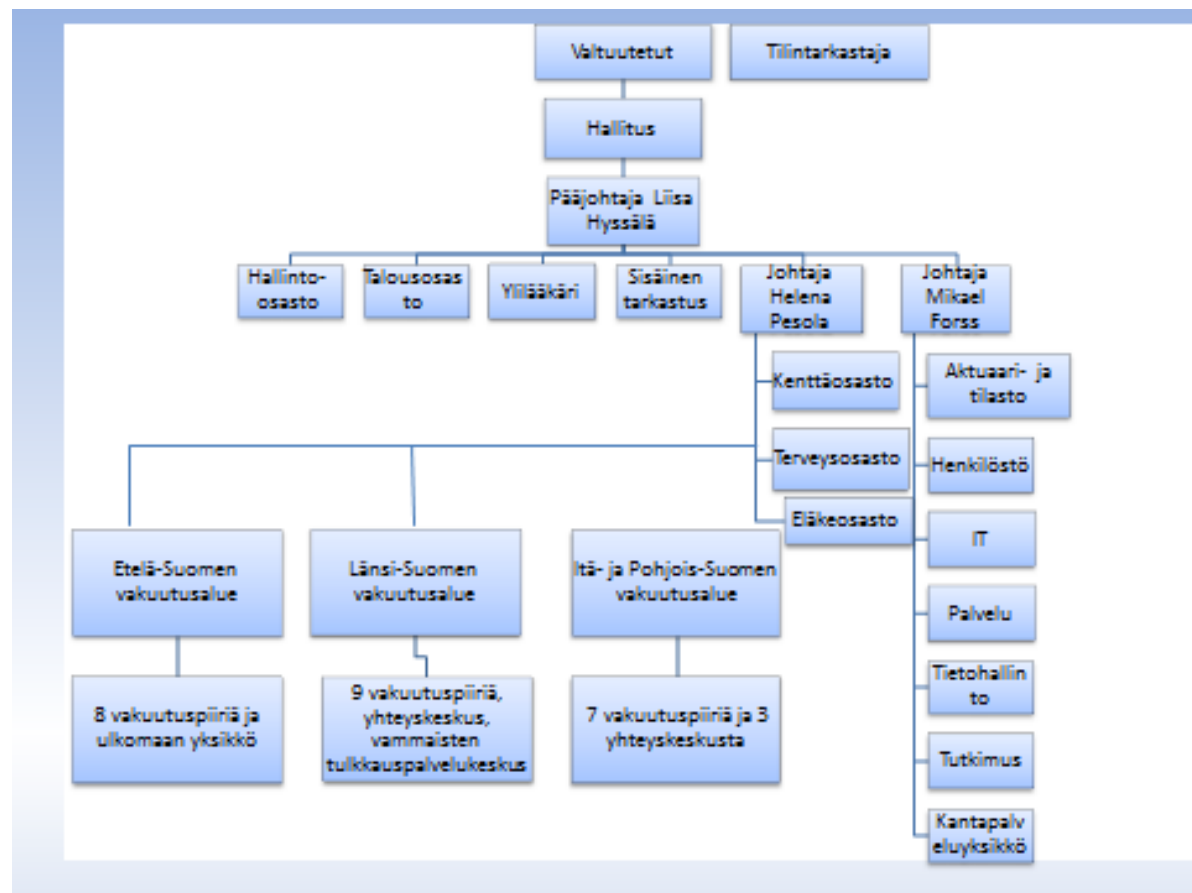 Valtuutetut
Tilintarkastaja
Hallitus
Pääjohtaja Liisa
Hyssälä
Hallinto-
osasto
Talousosas
to
Ylilääkäri
Sisäinen
tarkastus
Johtaja
Helena
Pesola
Johtaja
Mikael
Forss
Kenttäosasto
Terveysosasto
Eläkeosasto
Aktuaari- ja
tilasto
Henkilöstö
IT
Palvelu
Tietohallin
to
Tutkimus
Kantapalv
eluyksikkö
Etelä-Suomen
vakuutusalue
Länsi-Suomen
vakuutusalue
Itä- ja Pohjois-Suomen
vakuutusalue
8 vakuutuspiiriä ja
ulkomaan yksikkö
9 vakuutuspiiriä,
yhteyskeskus,
vammaisten
tulkkauspalvelukeskus
7 vakuutuspiiriä ja 3
yhteyskeskusta